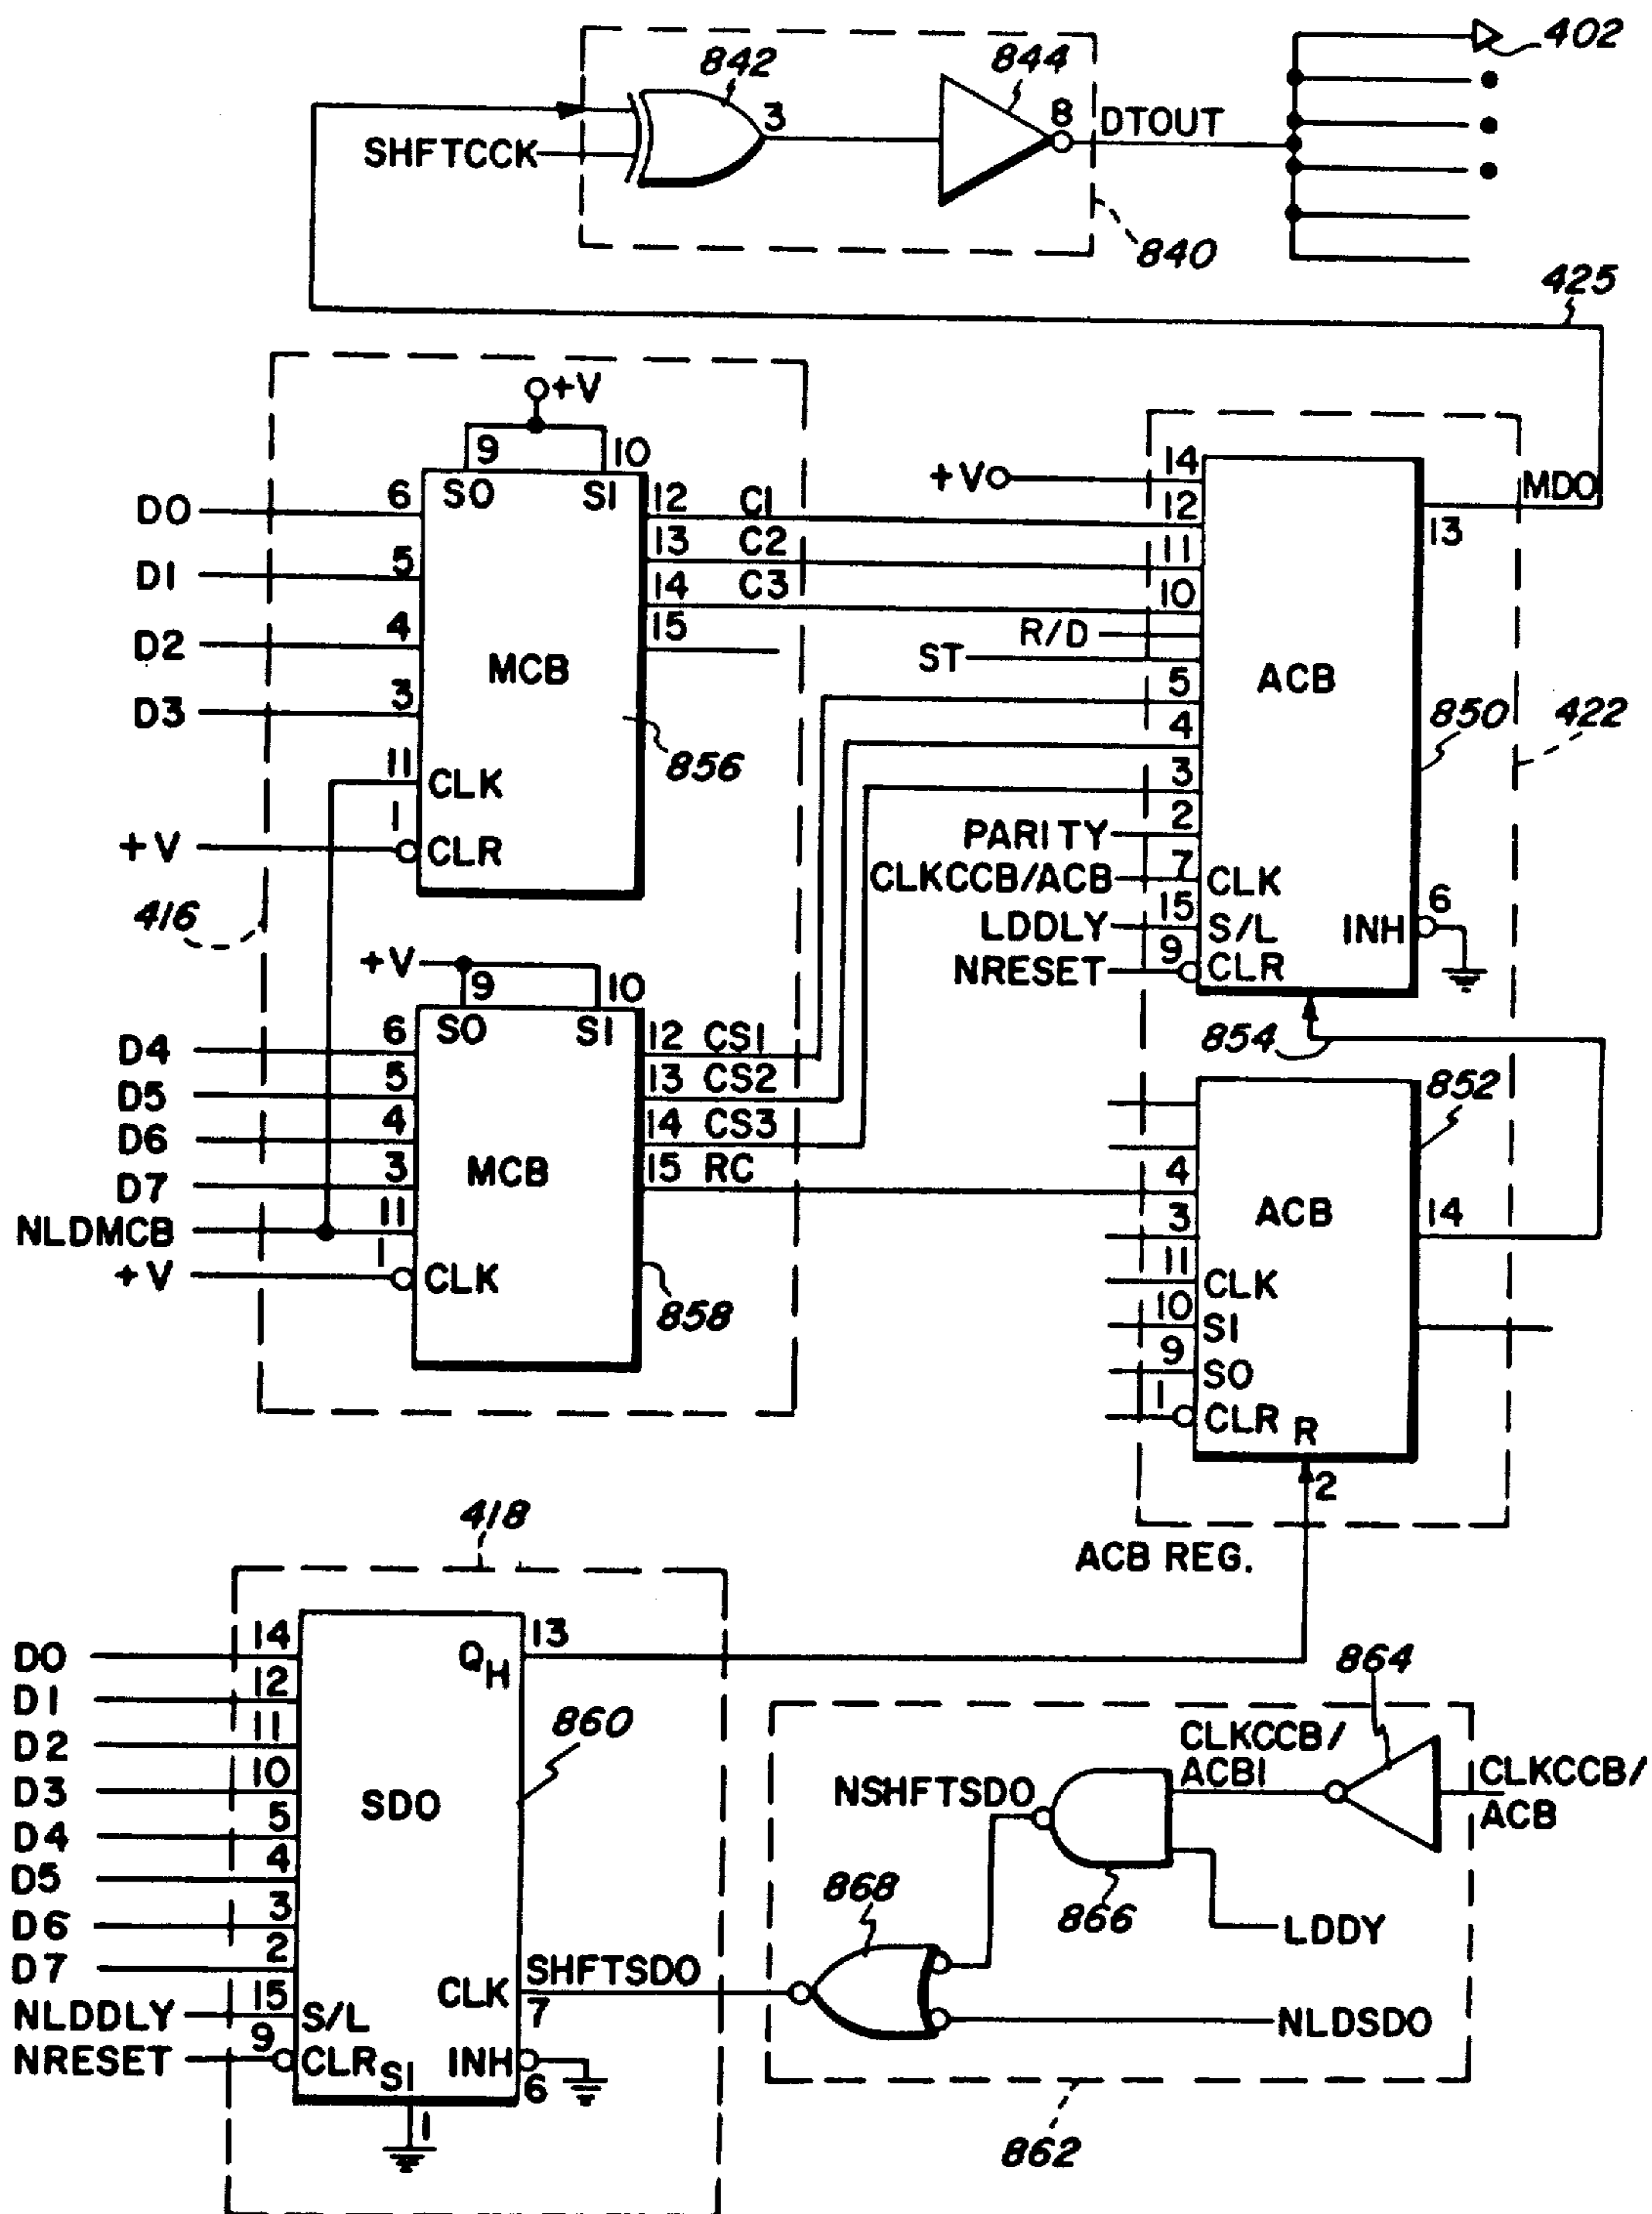 402
842
844
3
8
DTOUT
SHFTCCK
840
425
+V
9
10
SO
SI
+V
14
MDO
D0
6
12
C1
12
13
13
C2
11
D1
5
14
C3
10
15
R/D
D2
4
ST
MCB
5
ACB
D3
3
4
850
422
856
3
11
CLK
2
PARITY
1
7
CLKCCB/ACB
CLK
+V
CLR
15
6
416
LDDLY
S/L
INH
9
NRESET
CLR
+V
9
10
SO
SI
D4
6
12
CS1
854
D5
5
13
CS2
852
D6
4
14
CS3
D7
3
MCB
15
RC
4
NLDMCB
11
3
ACB
14
+V
1
CLK
11
CLK
858
10
SI
9
SO
1
CLR
R
2
418
ACB REG.
D0
14
QH
13
864
D1
12
D2
11
860
CLKCCB/
ACBI
CLKCCB/
ACB
D3
10
SDO
NSHFTSDO
D4
5
D5
4
868
866
D6
3
LDDY
D7
2
SHFTSDO
CLK
7
NLDDLY
15
S/L
NLDSDO
NRESET
9
CLR
SI
INH
6
1
862